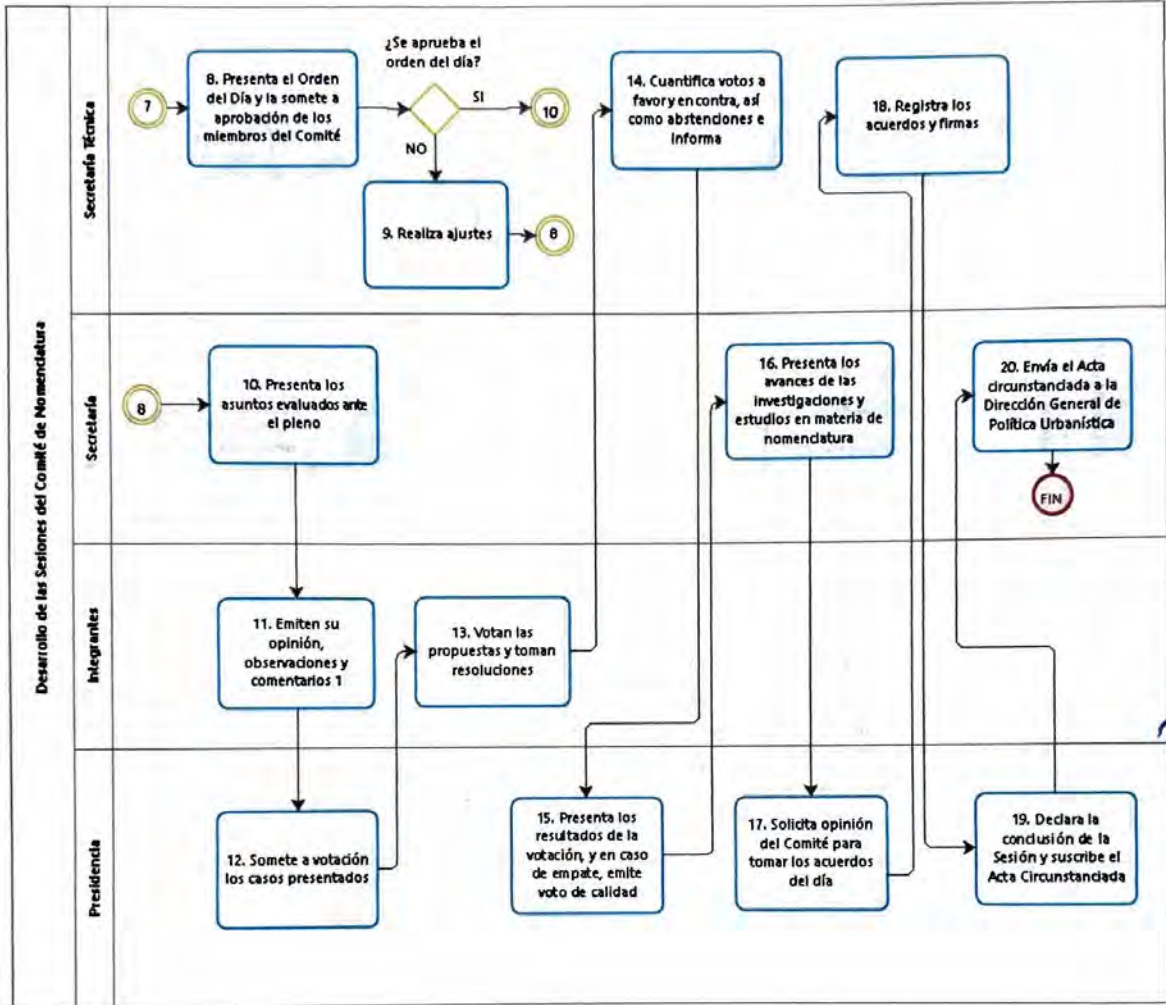 Desarrollo de las Sesiones del Comité de Nomenclatura
Secretaría Técnica
7
8. Presenta el Orden
del Día y la somete a
aprobación de los
miembros del Comité
¿Se aprueba el
orden del día?
SI
10
NO
9. Realiza ajustes
8
14. Cuantifica votos a
favor y en contra, así
como abstenciones e
informa
18. Registra los
acuerdos y firmas
Secretaría
8
10. Presenta los
asuntos evaluados ante
el pleno
16. Presenta los
avances de las
investigaciones y
estudios en materia de
nomenclatura
20. Envía el Acta
circunstanciada a la
Dirección General de
Política Urbanística
FIN
Integrantes
11. Emiten su
opinión,
observaciones y
comentarios 1
13. Votan las
propuestas y toman
resoluciones
Presidencia
12. Somete a votación
los casos presentados
15. Presenta los
resultados de la
votación, y en caso
de empate, emite
voto de calidad
17. Solicita opinión
del Comité para
tomar los acuerdos
del día
19. Declara la
conclusión de la
Sesión y suscribe el
Acta Circunstanciada